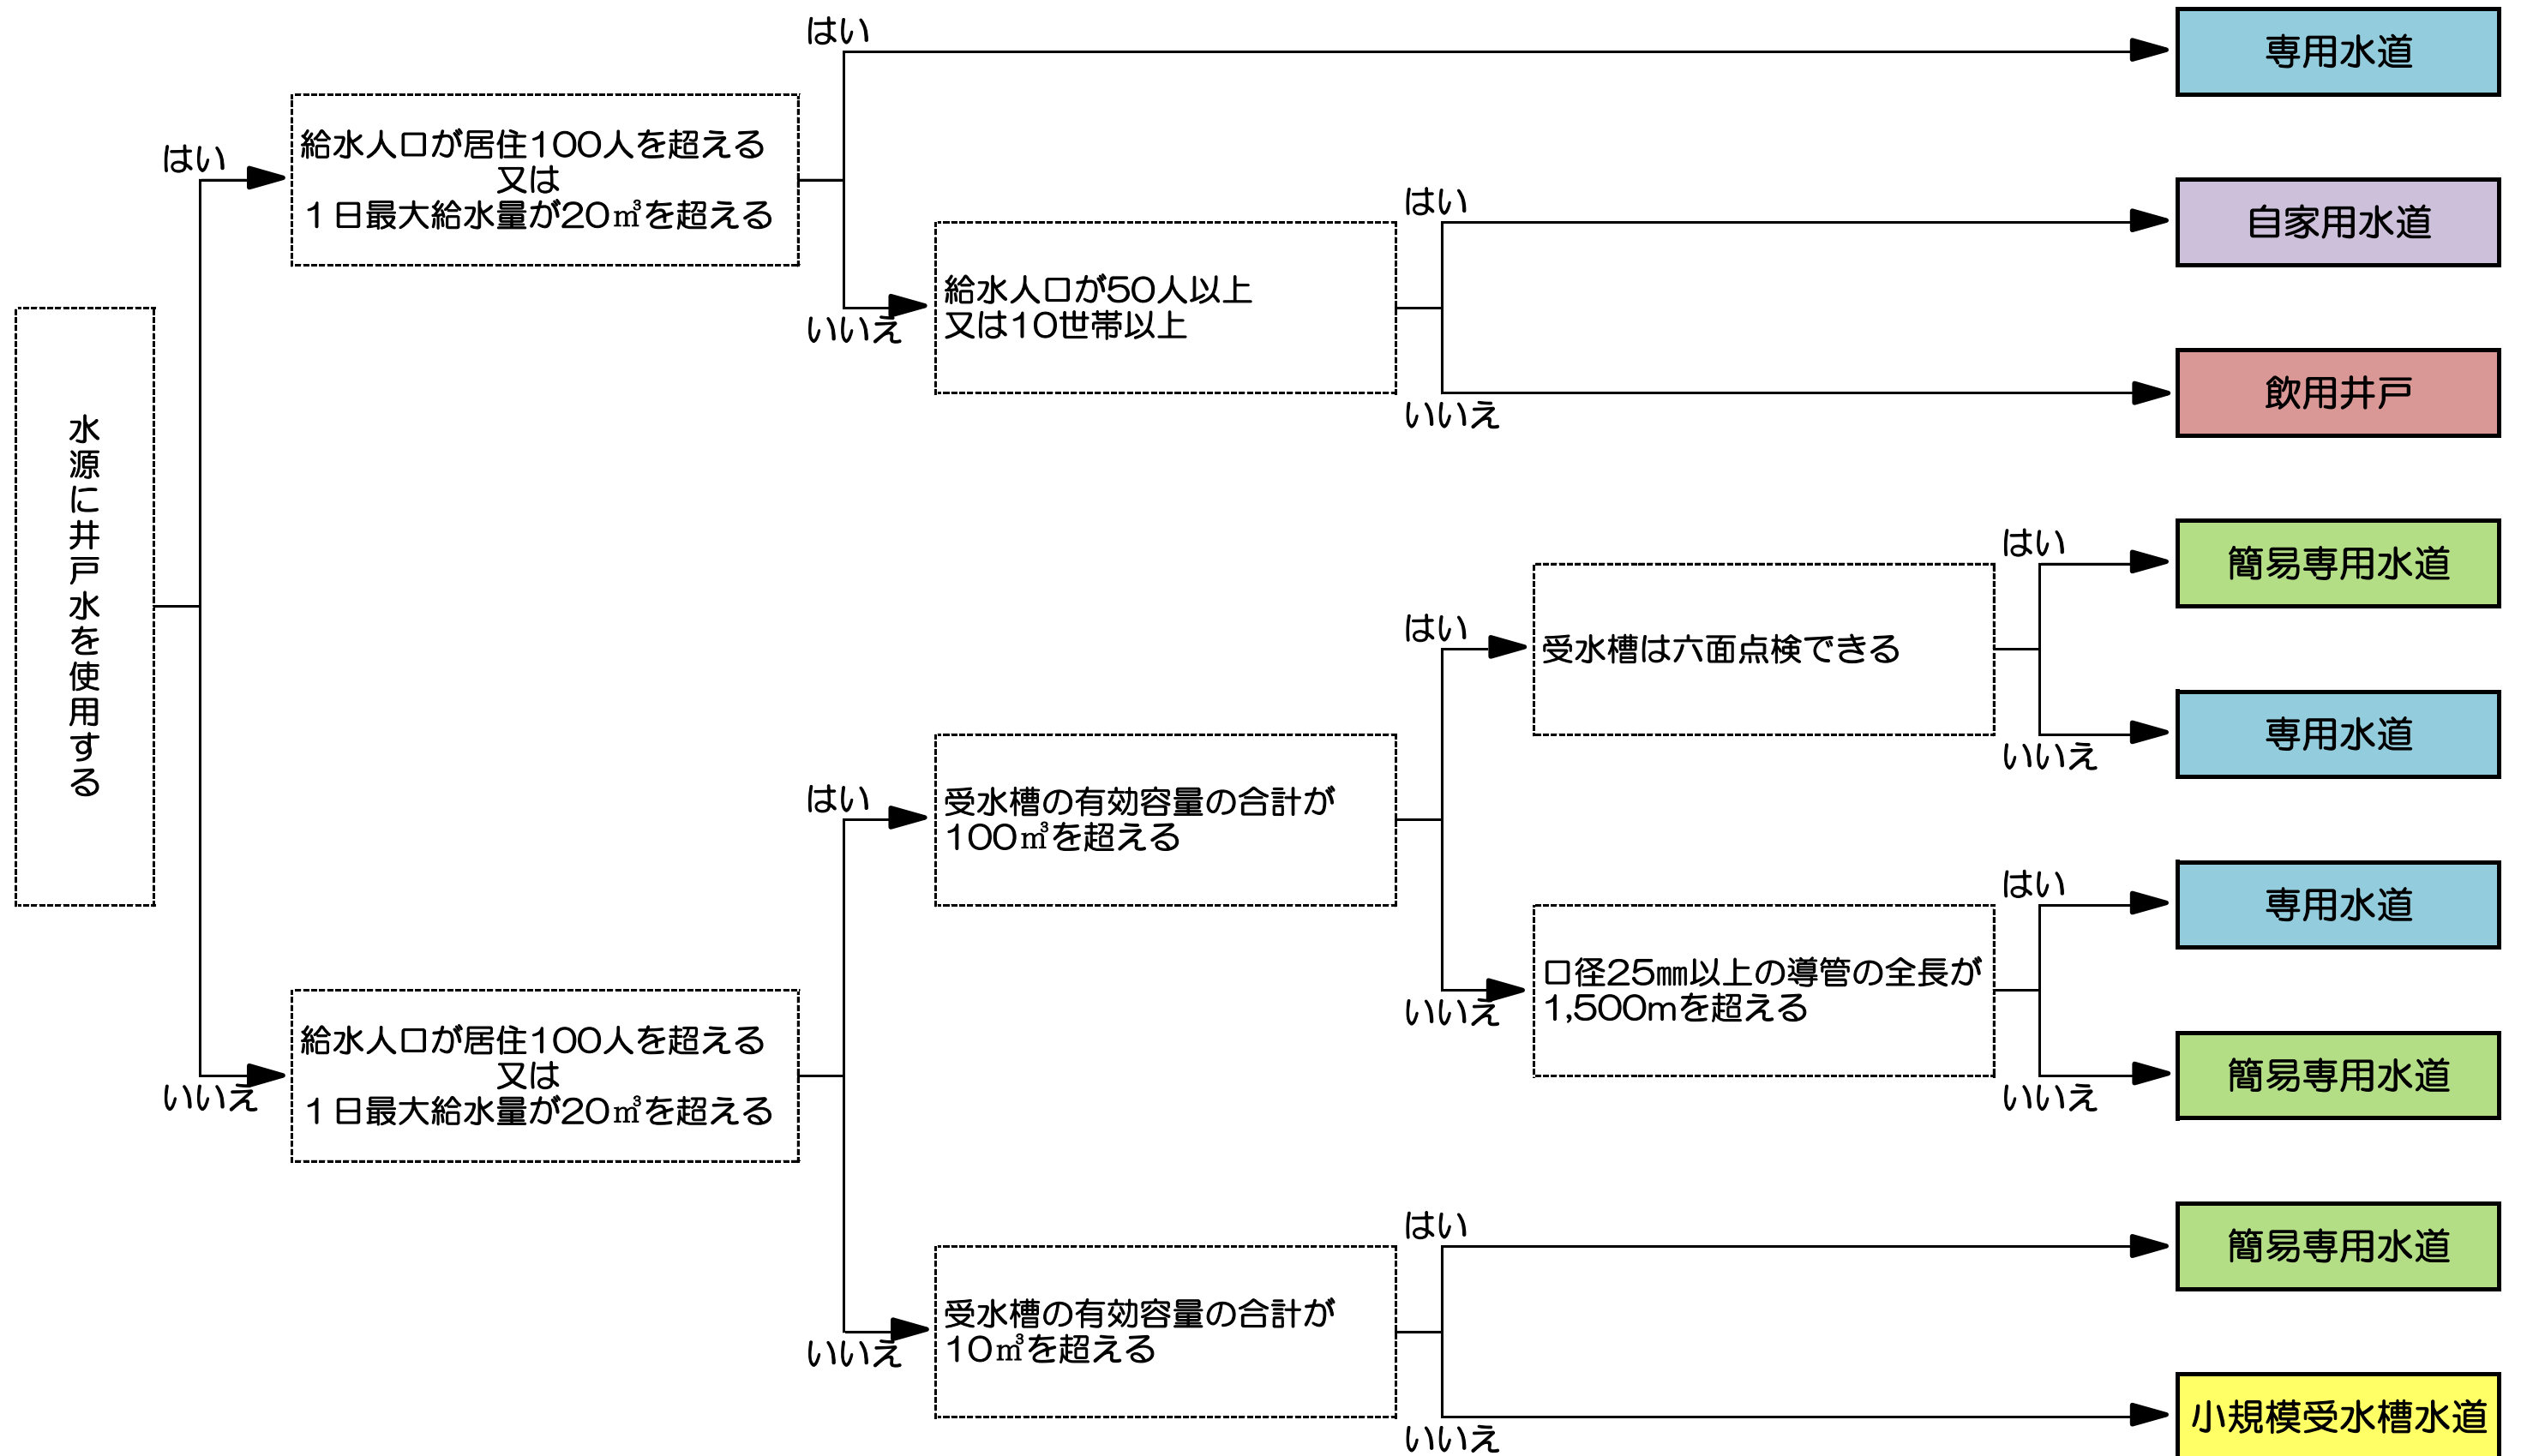 水源に井戸水を使用する
はい
給水人口が居住100人を超える
又は
１日最大給水量が20㎥を超える
はい
専用水道
いいえ
給水人口が50人以上
又は10世帯以上
はい
自家用水道
いいえ
飲用井戸
いいえ
給水人口が居住100人を超える
又は
１日最大給水量が20㎥を超える
はい
受水槽の有効容量の合計が
100㎥を超える
はい
受水槽は六面点検できる
はい
簡易専用水道
いいえ
専用水道
いいえ
口径25㎜以上の導管の全長が
1,500mを超える
はい
専用水道
いいえ
簡易専用水道
いいえ
受水槽の有効容量の合計が
10㎥を超える
はい
簡易専用水道
いいえ
小規模受水槽水道